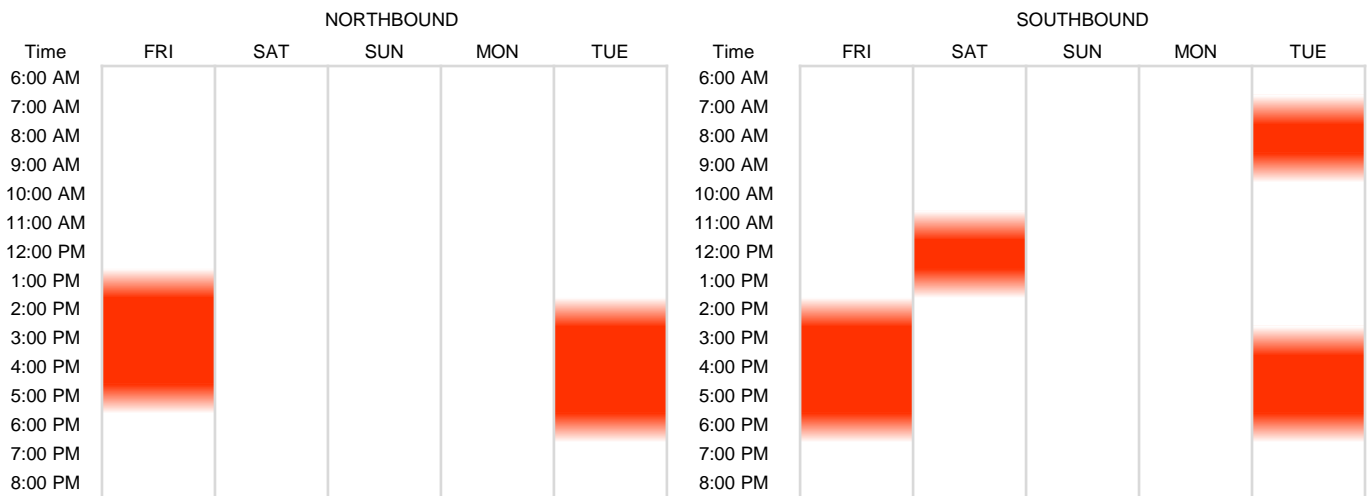 NORTHBOUND SOUTHBOUND
Time FRI SAT SUN MON TUE Time FRI SAT SUN MON TUE
6:00 AM 6:00 AM
7:00 AM 7:00 AM
8:00 AM 8:00 AM
9:00 AM 9:00 AM
10:00 AM 10:00 AM
11:00 AM 11:00 AM
12:00 PM 12:00 PM
1:00 PM 1:00 PM
2:00 PM 2:00 PM
3:00 PM 3:00 PM
4:00 PM 4:00 PM
5:00 PM 5:00 PM
6:00 PM 6:00 PM
7:00 PM 7:00 PM
8:00 PM 8:00 PM